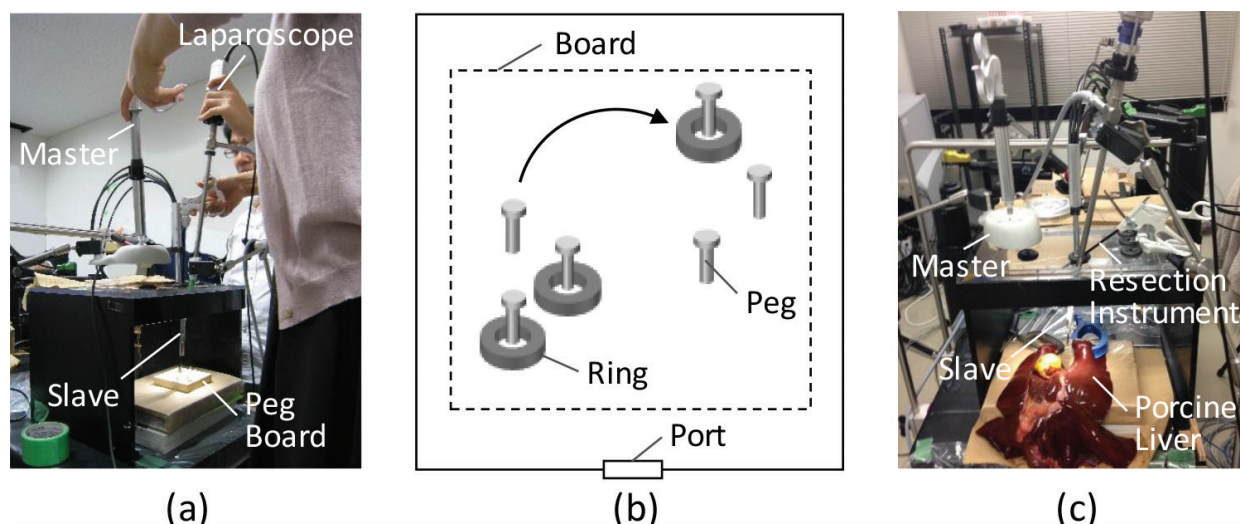 Laparoscope
Master
Slave
Peg
Board
(a)
Board
Peg
Ring
Port
(b)
Master
Resection
Instrument
Slave
Porcine
Liver
(c)